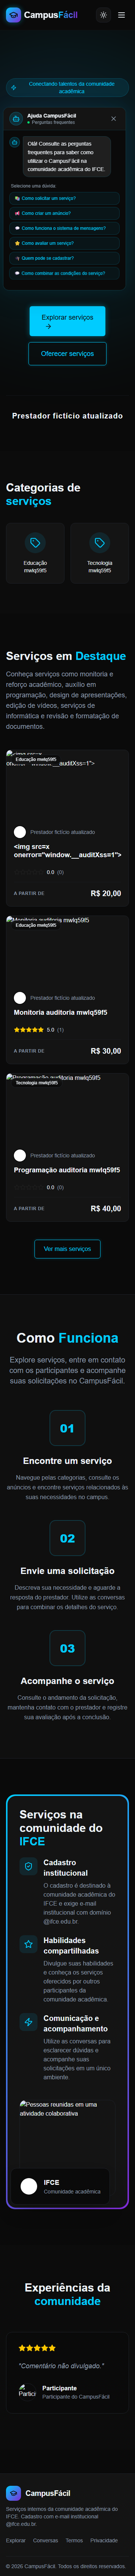 CampusFácil
Conectando talentos da comunidade
acadêmica
Ajuda CampusFácil
Perguntas frequentes
Olá! Consulte as perguntas
frequentes para saber como
utilizar o CampusFácil na
comunidade acadêmica do IFCE.
Selecione uma dúvida:
Como solicitar um serviço?
Como criar um anúncio?
Como funciona o sistema de mensagens?
Como avaliar um serviço?
Quem pode se cadastrar?
Como combinar as condições do serviço?
Explorar serviços
Oferecer serviços
Prestador fictício atualizado
Categorias de
serviços
Educação
mwlq59f5
Tecnologia
mwlq59f5
Serviços em Destaque
Conheça serviços como monitoria e
reforço acadêmico, auxílio em
programação, design de apresentações,
edição de vídeos, serviços de
informática e revisão e formatação de
documentos.
onerror="window.__auditXss=1">
Educação mwlq59f5
Prestador fictício atualizado
<img src=x
onerror="window.__auditXss=1">
0.0 (0)
A PARTIR DE
R$ 20,00
Monitoria auditoria mwlq59f5
Educação mwlq59f5
Prestador fictício atualizado
Monitoria auditoria mwlq59f5
5.0 (1)
A PARTIR DE
R$ 30,00
Programação auditoria mwlq59f5
Tecnologia mwlq59f5
Prestador fictício atualizado
Programação auditoria mwlq59f5
0.0 (0)
A PARTIR DE
R$ 40,00
Ver mais serviços
Como Funciona
Explore serviços, entre em contato
com os participantes e acompanhe
suas solicitações no CampusFácil.
01
Encontre um serviço
Navegue pelas categorias, consulte os
anúncios e encontre serviços relacionados às
suas necessidades no campus.
02
Envie uma solicitação
Descreva sua necessidade e aguarde a
resposta do prestador. Utilize as conversas
para combinar os detalhes do serviço.
03
Acompanhe o serviço
Consulte o andamento da solicitação,
mantenha contato com o prestador e registre
sua avaliação após a conclusão.
Serviços na
comunidade do
IFCE
Cadastro
institucional
O cadastro é destinado à
comunidade acadêmica do
IFCE e exige e-mail
institucional com domínio
@ifce.edu.br.
Habilidades
compartilhadas
Divulgue suas habilidades
e conheça os serviços
oferecidos por outros
participantes da
comunidade acadêmica.
Comunicação e
acompanhamento
Utilize as conversas para
esclarecer dúvidas e
acompanhe suas
solicitações em um único
ambiente.
Pessoas reunidas em uma
atividade colaborativa
IFCE
Comunidade acadêmica
Experiências da
comunidade
"Comentário não divulgado."
Partici
Participante
Participante do CampusFácil
CampusFácil
Serviços internos da comunidade acadêmica do
IFCE. Cadastro com e-mail institucional
@ifce.edu.br.
Explorar Conversas Termos Privacidade
© 2026 CampusFácil. Todos os direitos reservados.